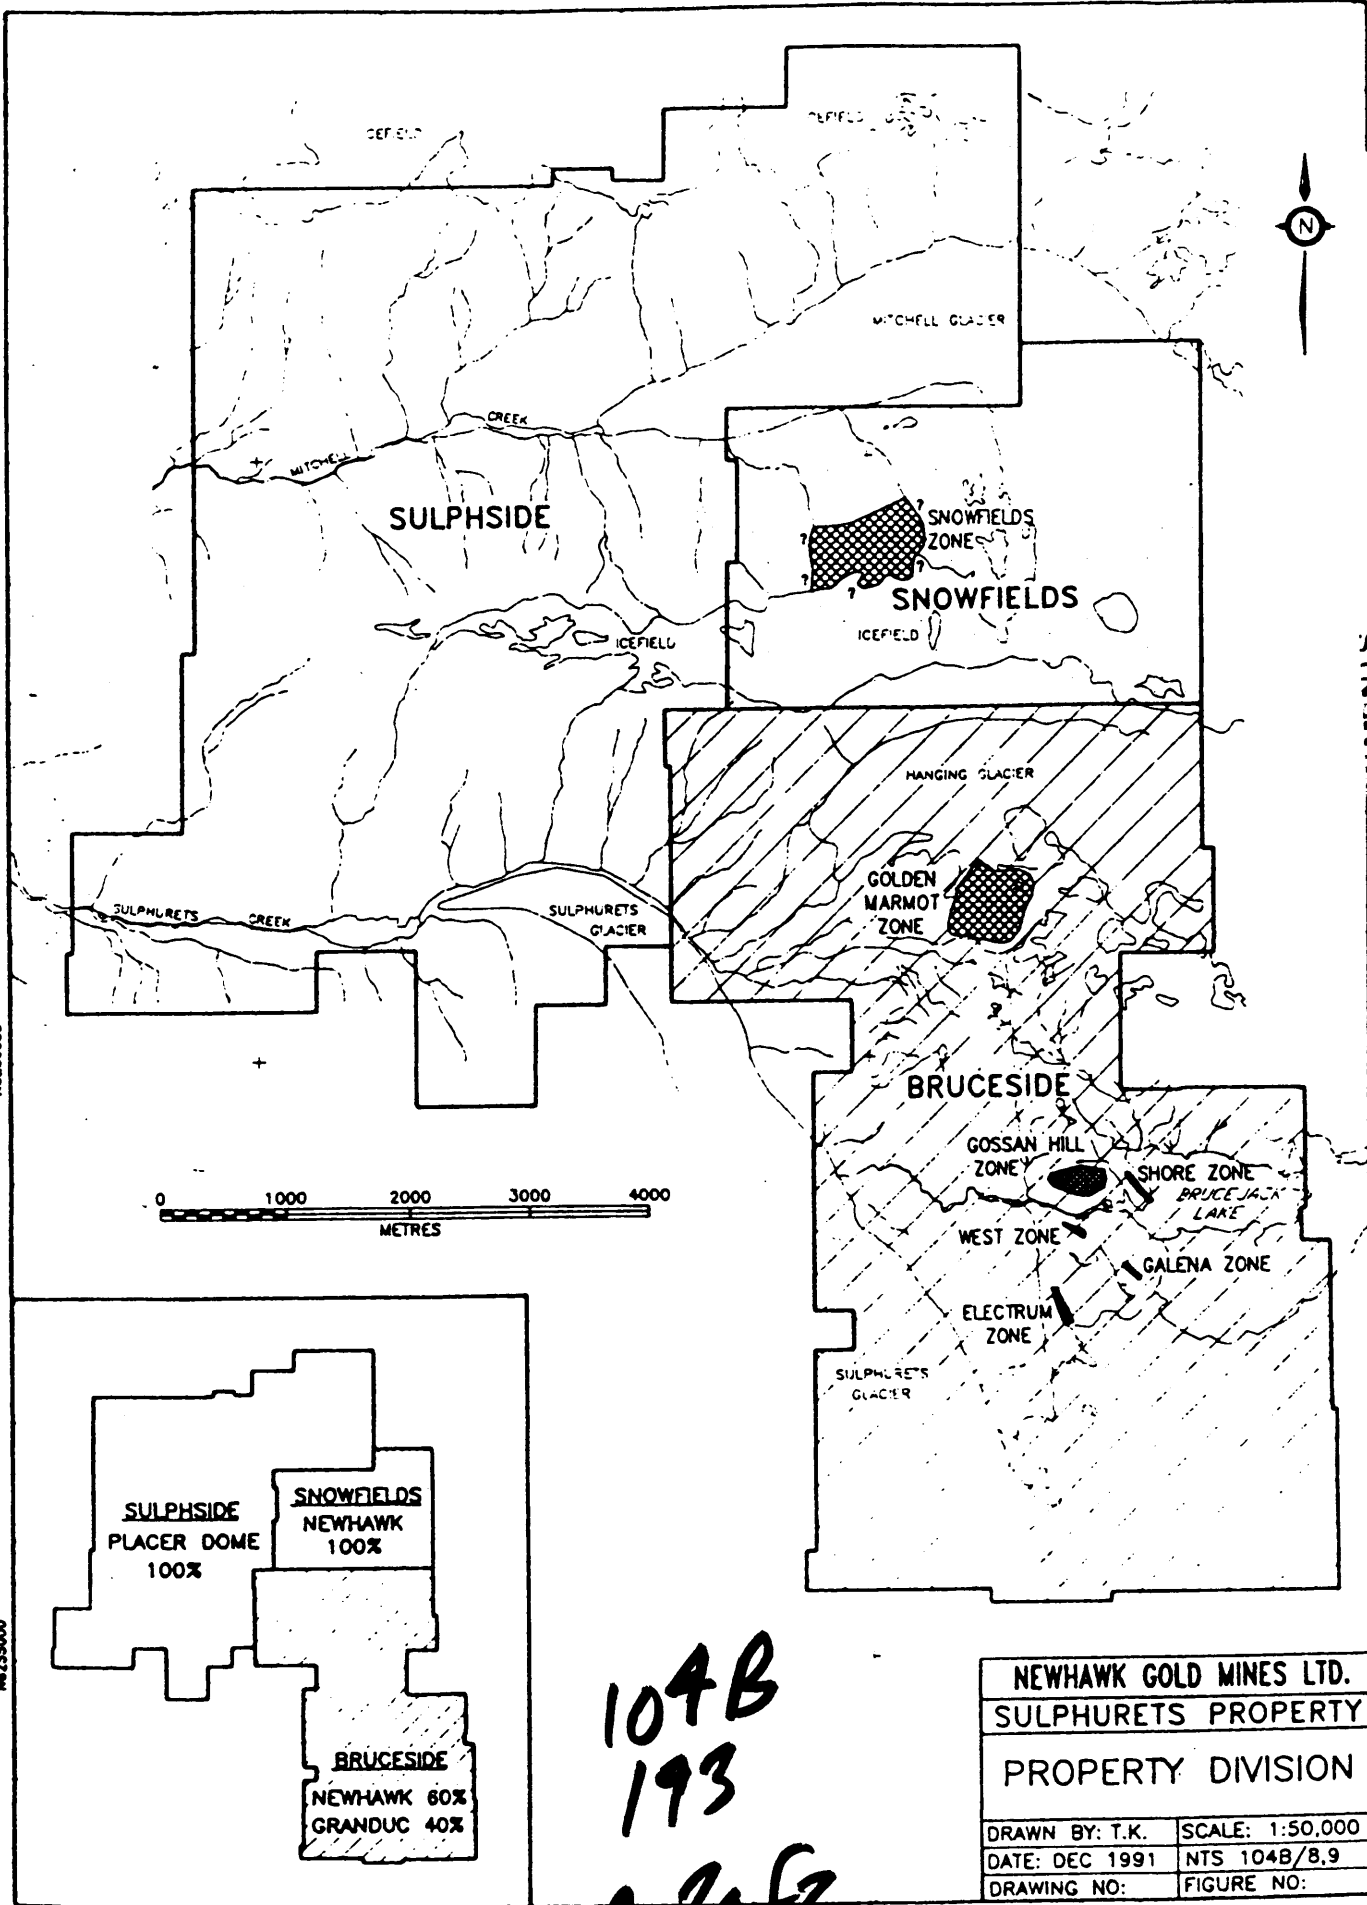 ICEFIELD
ICEFIELD
N
MITCHELL GLACIER
CREEK
MITCHELL
SULPHSIDE
?
SNOWFIELDS
ZONE
?
?
?
?
SNOWFIELDS
ICEFIELD
ICEFIELD
HANGING GLACIER
GOLDEN
MARMOT
ZONE
SULPHURETS CREEK
SULPHURETS
GLACIER
BRUCESIDE
GOSSAN HILL
ZONE
SHORE ZONE
BRUCEJACK
LAKE
WEST ZONE
GALENA ZONE
ELECTRUM
ZONE
SULPHURETS
GLACIER
0 1000 2000 3000 4000
METRES
SULPHSIDE
PLACER DOME
100%
SNOWFIELDS
NEWHAWK
100%
BRUCESIDE
NEWHAWK 60%
GRANDUC 40%
104B
193
NEWHAWK GOLD MINES LTD.
SULPHURETS PROPERTY
PROPERTY DIVISION
DRAWN BY: T.K. SCALE: 1:50,000
DATE: DEC 1991 NTS 104B/8,9
DRAWING NO: FIGURE NO: